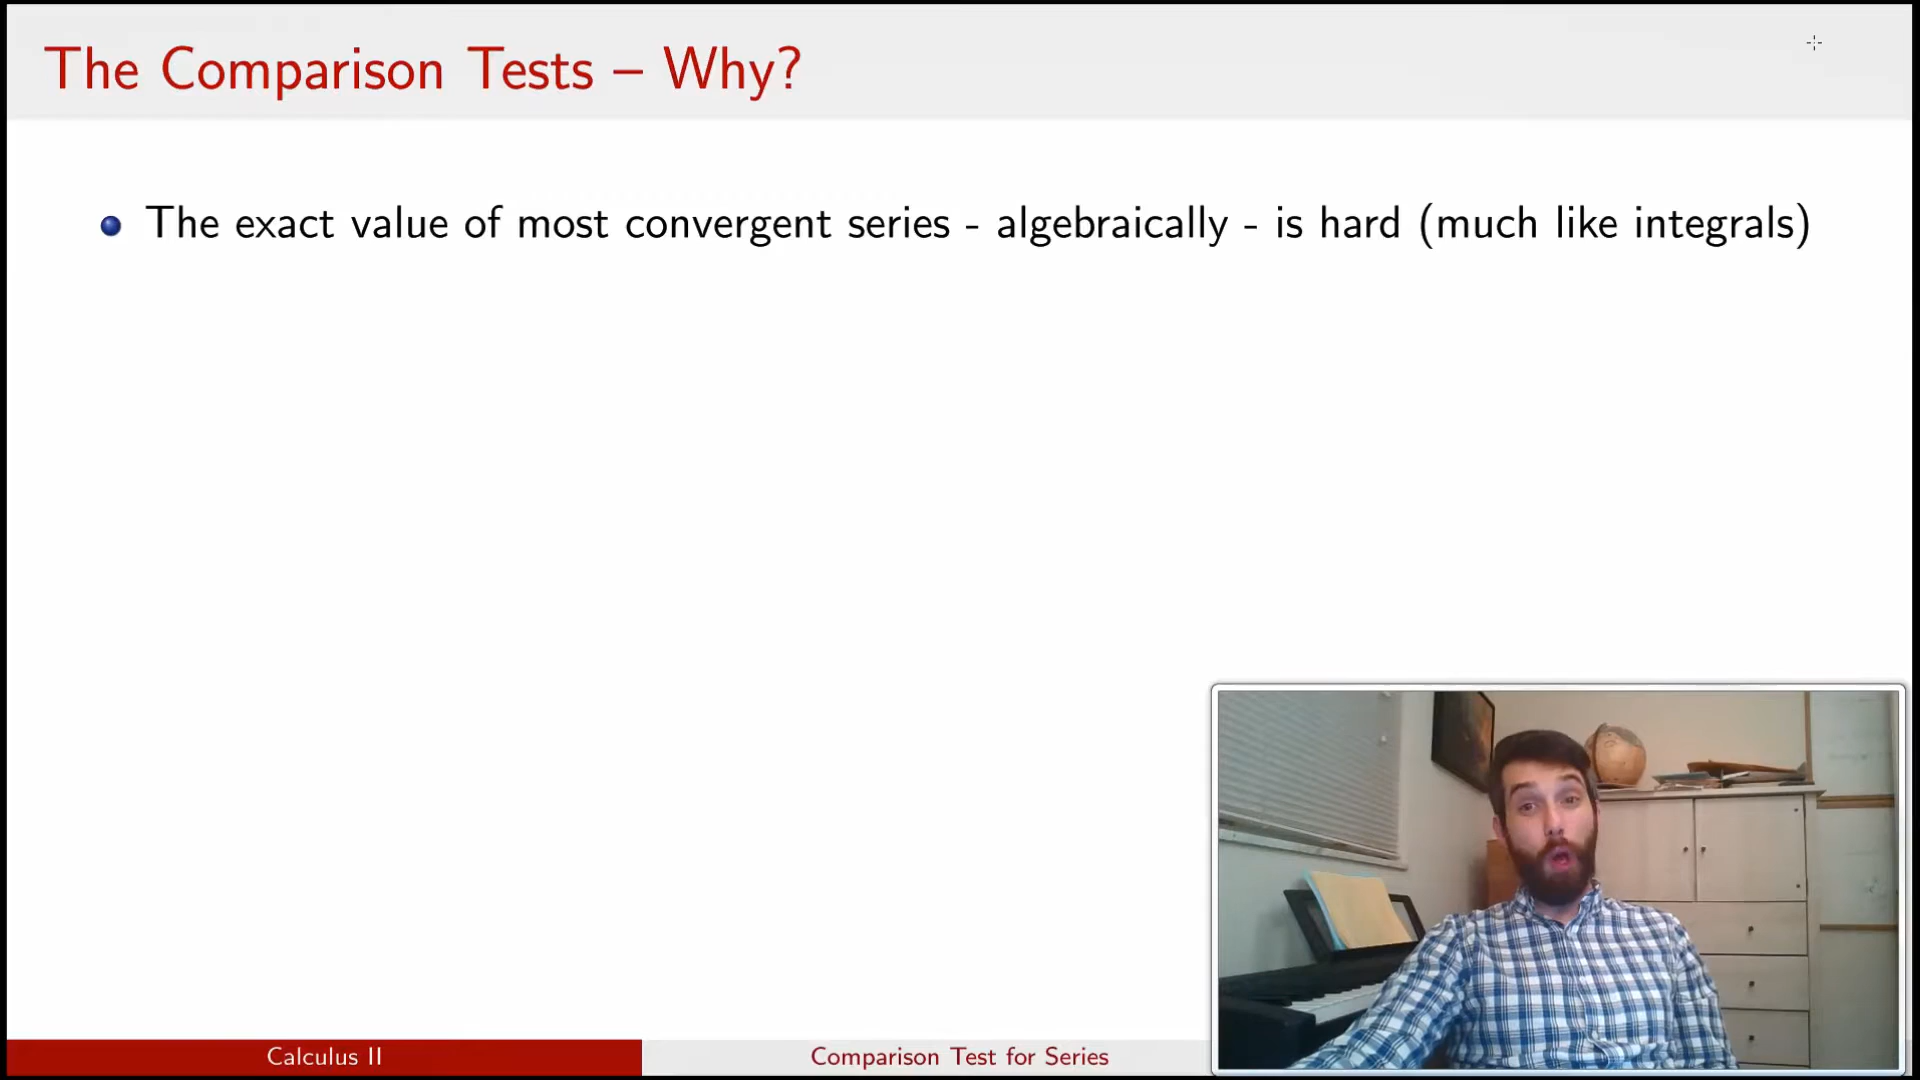 The Comparison Tests – Why?
The exact value of most convergent series - algebraically - is hard (much like integrals)
Calculus II
Comparison Test for Series